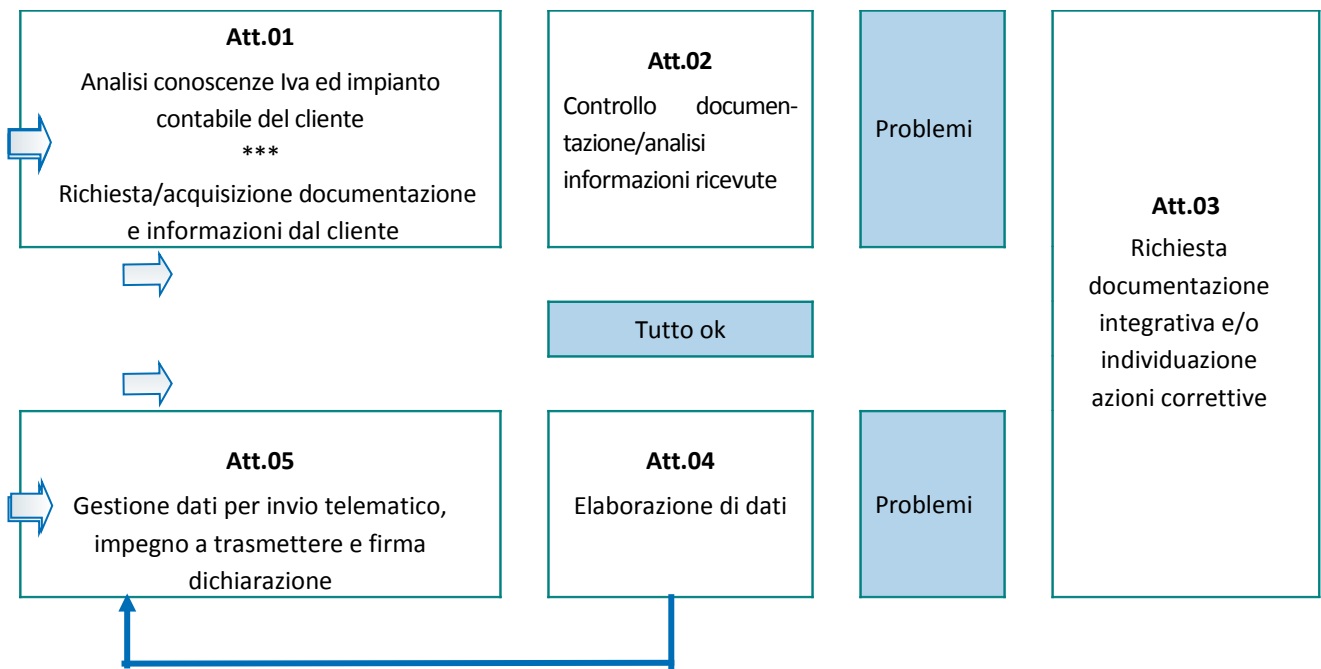 Att.01
Analisi conoscenze Iva ed impianto
contabile del cliente
***
Richiesta/acquisizione documentazione
e informazioni dal cliente
Att.02
Controllo documen-
tazione/analisi
informazioni ricevute
Problemi
Att.03
Richiesta
documentazione
integrativa e/o
individuazione
azioni correttive
Tutto ok
Att.05
Gestione dati per invio telematico,
impegno a trasmettere e firma
dichiarazione
Att.04
Elaborazione di dati
Problemi